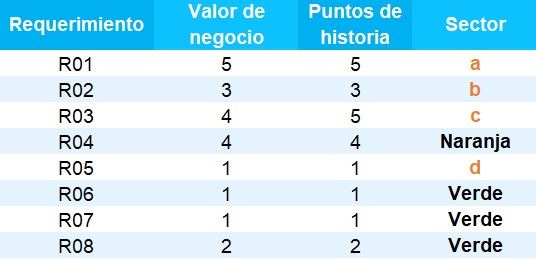 Requerimiento Valor de negocio Puntos de historia Sector
R01 5 5 a
R02 3 3 b
R03 4 5 c
R04 4 4 Naranja
R05 1 1 d
R06 1 1 Verde
R07 1 1 Verde
R08 2 2 Verde